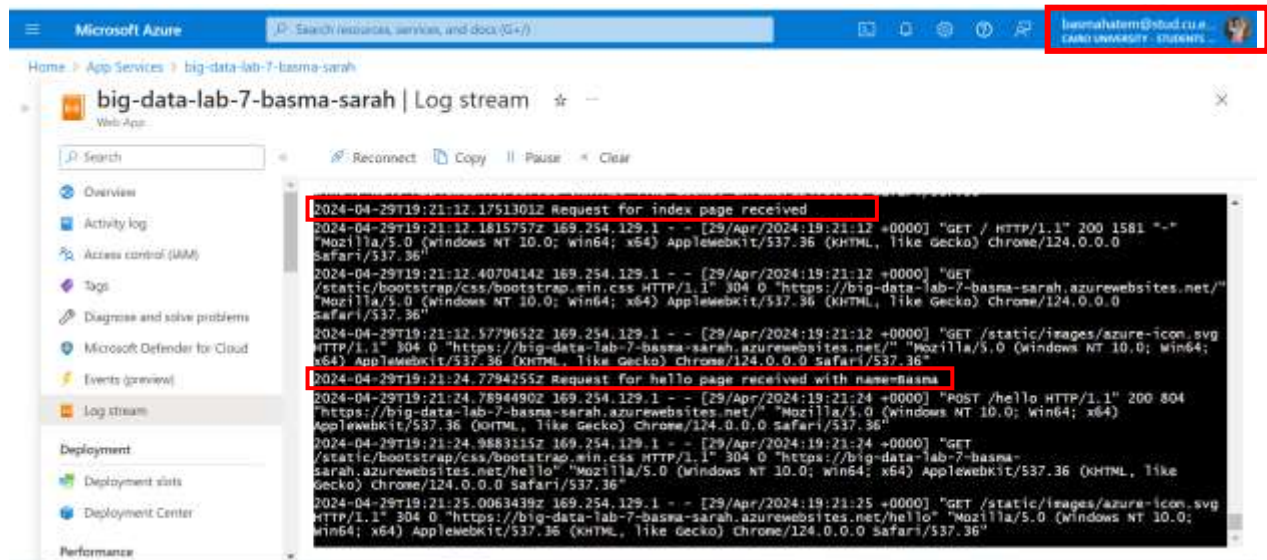 Microsoft Azure
Search resources, services, and docs (G+/)
basmahatem@stud.cu.e...
CAIRO UNIVERSITY - STUDENTS ...
Home > App Services > big-data-lab-7-basma-sarah
big-data-lab-7-basma-sarah | Log stream
Web App
Search
Reconnect Copy Pause Clear
Overview
Activity log
Access control (IAM)
Tags
Diagnose and solve problems
Microsoft Defender for Cloud
Events (preview)
Log stream
Deployment
Deployment slots
Deployment Center
Performance
2024-04-29T19:21:12.1751301Z Request for index page received
2024-04-29T19:21:12.1815757Z 169.254.129.1 - - [29/Apr/2024:19:21:12 +0000] "GET / HTTP/1.1" 200 1581 "-"
"Mozilla/5.0 (Windows NT 10.0; Win64; x64) AppleWebKit/537.36 (KHTML, like Gecko) Chrome/124.0.0.0
Safari/537.36"
2024-04-29T19:21:12.4070414Z 169.254.129.1 - - [29/Apr/2024:19:21:12 +0000] "GET
/static/bootstrap/css/bootstrap.min.css HTTP/1.1" 304 0 "https://big-data-lab-7-basma-sarah.azurewebsites.net/"
"Mozilla/5.0 (Windows NT 10.0; Win64; x64) AppleWebKit/537.36 (KHTML, like Gecko) Chrome/124.0.0.0
Safari/537.36"
2024-04-29T19:21:12.5779652Z 169.254.129.1 - - [29/Apr/2024:19:21:12 +0000] "GET /static/images/azure-icon.svg
HTTP/1.1" 304 0 "https://big-data-lab-7-basma-sarah.azurewebsites.net/" "Mozilla/5.0 (Windows NT 10.0; Win64;
x64) AppleWebKit/537.36 (KHTML, like Gecko) Chrome/124.0.0.0 Safari/537.36"
2024-04-29T19:21:24.7794255Z Request for hello page received with name=Basma
2024-04-29T19:21:24.7894490Z 169.254.129.1 - - [29/Apr/2024:19:21:24 +0000] "POST /hello HTTP/1.1" 200 804
"https://big-data-lab-7-basma-sarah.azurewebsites.net/" "Mozilla/5.0 (Windows NT 10.0; Win64; x64)
AppleWebKit/537.36 (KHTML, like Gecko) Chrome/124.0.0.0 Safari/537.36"
2024-04-29T19:21:24.9883115Z 169.254.129.1 - - [29/Apr/2024:19:21:24 +0000] "GET
/static/bootstrap/css/bootstrap.min.css HTTP/1.1" 304 0 "https://big-data-lab-7-basma-
sarah.azurewebsites.net/hello" "Mozilla/5.0 (Windows NT 10.0; Win64; x64) AppleWebKit/537.36 (KHTML, like
Gecko) Chrome/124.0.0.0 Safari/537.36"
2024-04-29T19:21:25.0063439Z 169.254.129.1 - - [29/Apr/2024:19:21:25 +0000] "GET /static/images/azure-icon.svg
HTTP/1.1" 304 0 "https://big-data-lab-7-basma-sarah.azurewebsites.net/hello" "Mozilla/5.0 (Windows NT 10.0;
Win64; x64) AppleWebKit/537.36 (KHTML, like Gecko) Chrome/124.0.0.0 Safari/537.36"